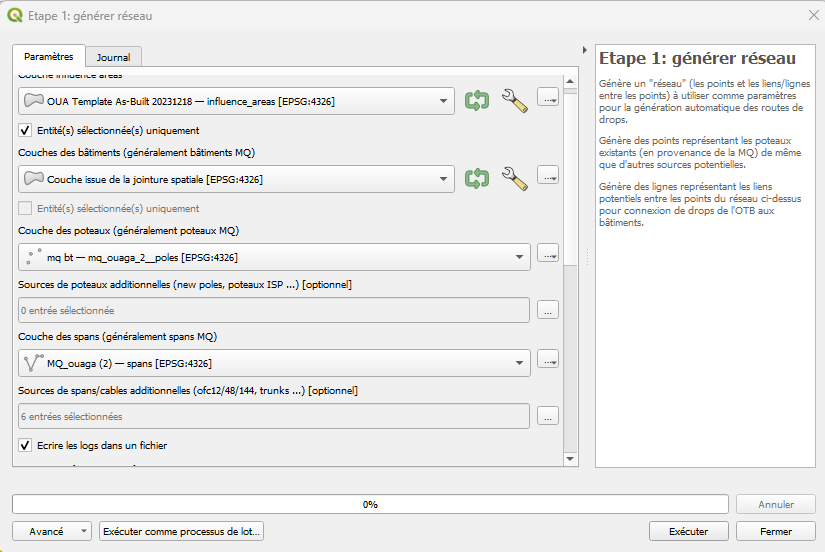 Etape 1: générer réseau
Paramètres
Journal
Couche influence areas
OUA Template As-Built 20231218 — influence_areas [EPSG:4326]
...
Entité(s) sélectionnée(s) uniquement
Couches des bâtiments (généralement bâtiments MQ)
Couche issue de la jointure spatiale [EPSG:4326]
...
Entité(s) sélectionnée(s) uniquement
Couche des poteaux (généralement poteaux MQ)
mq bt — mq_ouaga_2__poles [EPSG:4326]
...
Sources de poteaux additionnelles (new poles, poteaux ISP ...) [optionnel]
0 entrée sélectionnée
...
Couche des spans (généralement spans MQ)
MQ_ouaga (2) — spans [EPSG:4326]
...
Sources de spans/cables additionnelles (ofc12/48/144, trunks ...) [optionnel]
6 entrées sélectionnées
...
Ecrire les logs dans un fichier
Etape 1: générer réseau
Génère un "réseau" (les points et les liens/lignes
entre les points) à utiliser comme paramètres
pour la génération automatique des routes de
drops.
Génère des points représentant les poteaux
existants (en provenance de la MQ) de même
que d'autres sources potentielles.
Génère des lignes représentant les liens
potentiels entre les points du réseau ci-dessus
pour connexion de drops de l'OTB aux
bâtiments.
0%
Annuler
Avancé
Exécuter comme processus de lot...
Exécuter
Fermer